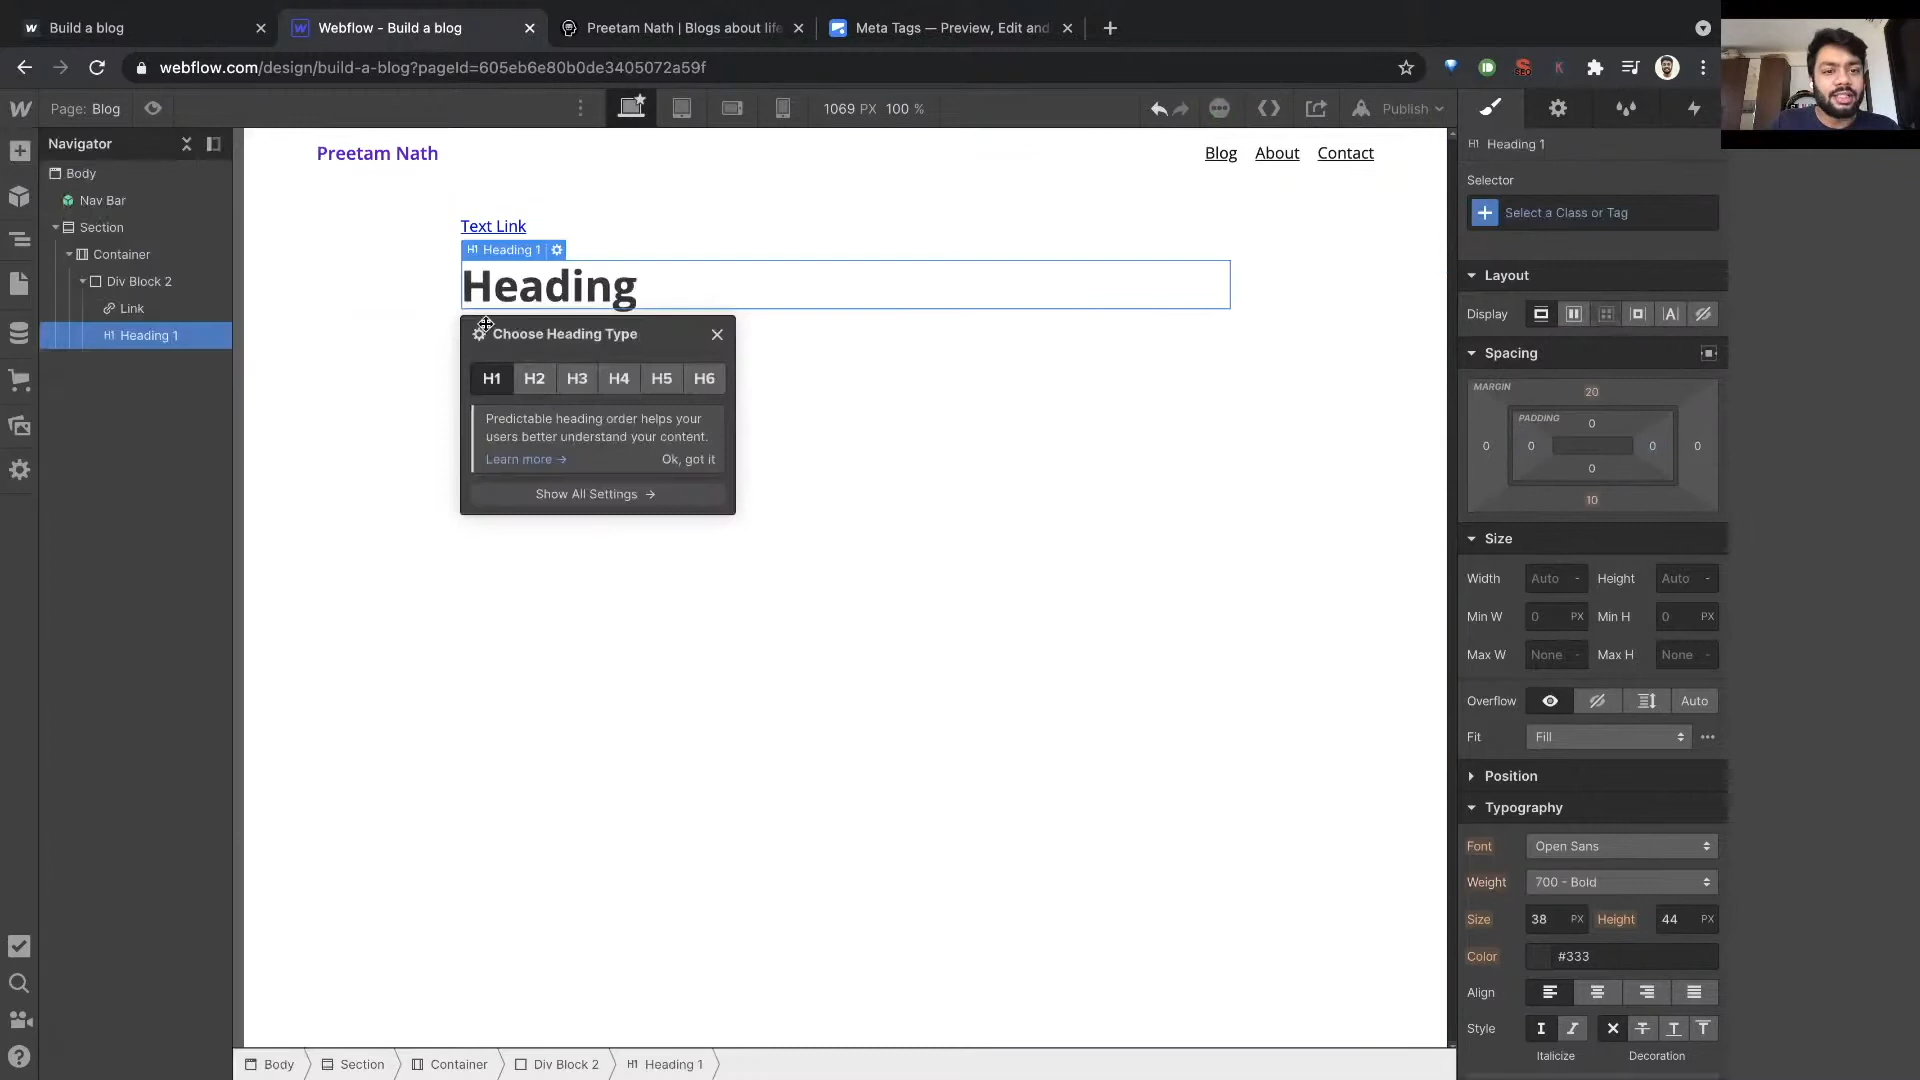 Build a blog
Webflow - Build a blog
Preetam Nath | Blogs about life
Meta Tags — Preview, Edit and
webflow.com/design/build-a-blog?pageId=605eb6e80b0de3405072a59f
Page: Blog
1069 PX 100 %
Publish
Navigator
Body
Nav Bar
Section
Container
Div Block 2
Link
H1 Heading 1
Preetam Nath
Blog About Contact
Text Link
H1 Heading 1
Heading
Choose Heading Type
H1 H2 H3 H4 H5 H6
Predictable heading order helps your
users better understand your content.
Learn more → Ok, got it
Show All Settings →
H1 Heading 1
Selector
Select a Class or Tag
Layout
Display
Spacing
MARGIN
20
PADDING
0
0 0 0 0
0
10
Size
Width Auto - Height Auto -
Min W 0 PX Min H 0 PX
Max W None - Max H None -
Overflow Auto
Fit Fill
Position
Typography
Font Open Sans
Weight 700 - Bold
Size 38 PX Height 44 PX
Color #333
Align
Style
Italicize Decoration
Body Section Container Div Block 2 H1 Heading 1